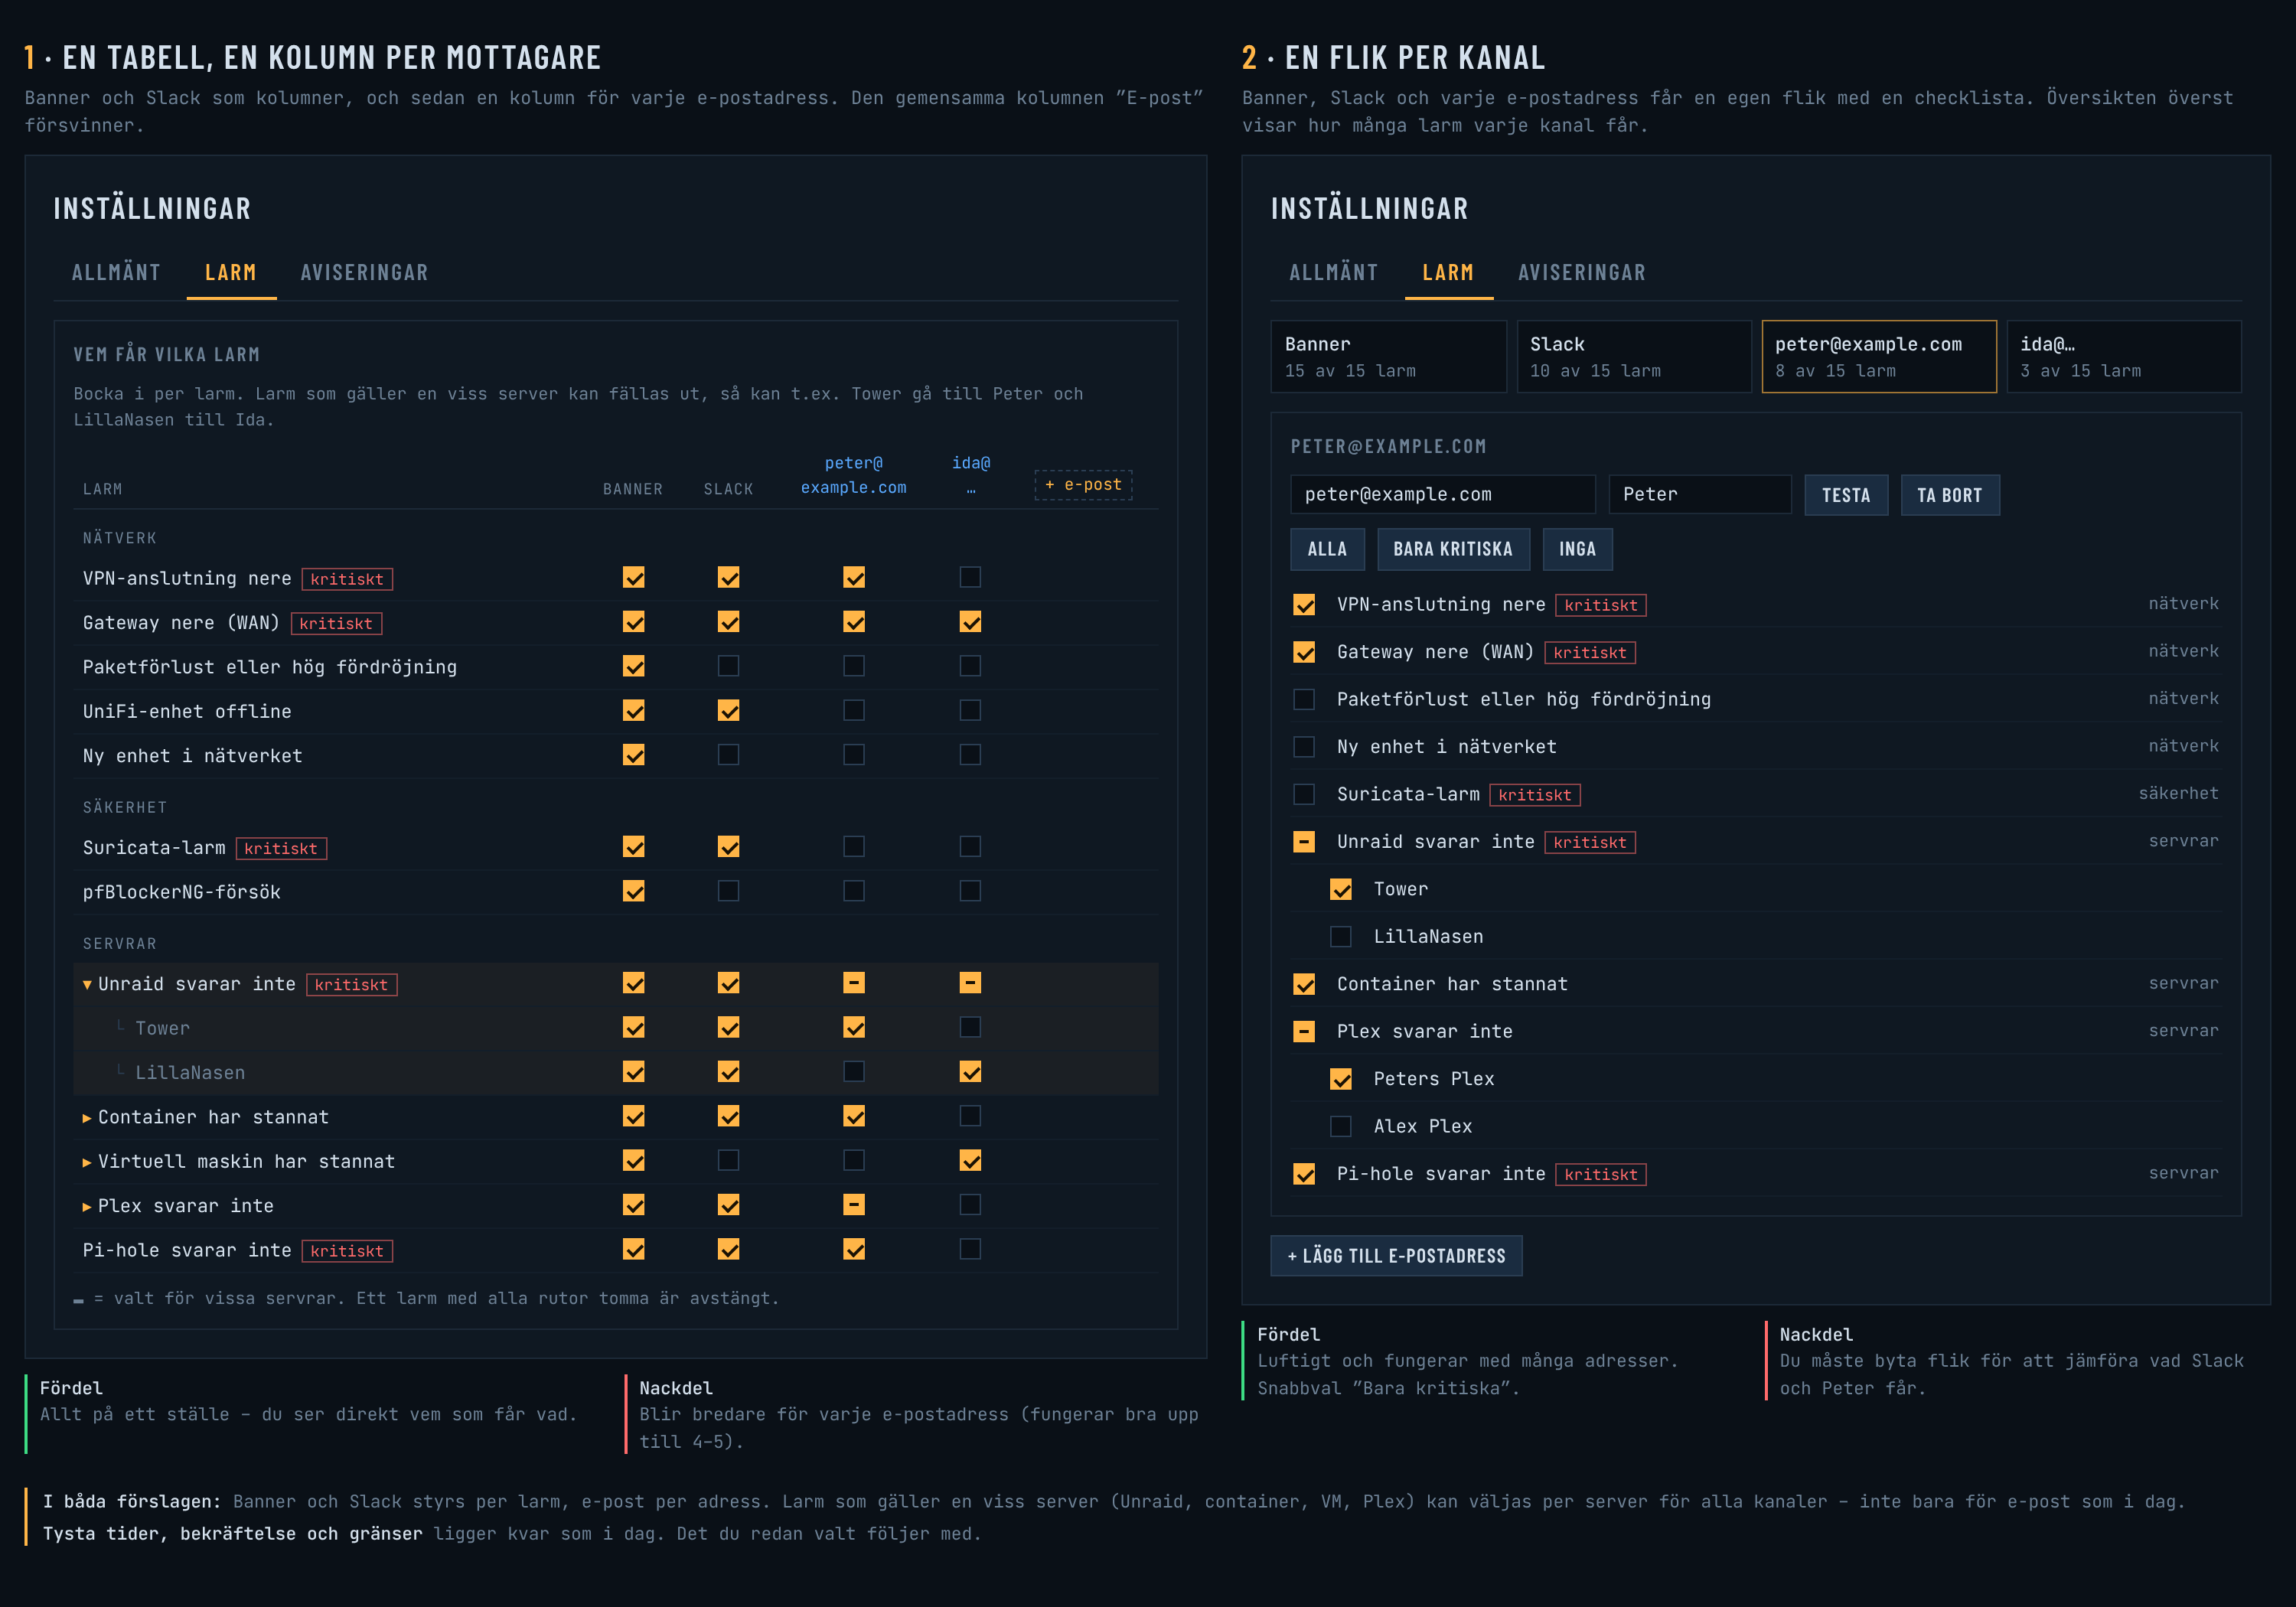 1 · EN TABELL, EN KOLUMN PER MOTTAGARE
Banner och Slack som kolumner, och sedan en kolumn för varje e-postadress. Den gemensamma kolumnen ”E-post”
försvinner.
INSTÄLLNINGAR
ALLMÄNT LARM AVISERINGAR
VEM FÅR VILKA LARM
Bocka i per larm. Larm som gäller en viss server kan fällas ut, så kan t.ex. Tower gå till Peter och
LillaNasen till Ida.
LARM BANNER SLACK peter@ example.com ida@ … + e-post
NÄTVERK
VPN-anslutning nere kritiskt
Gateway nere (WAN) kritiskt
Paketförlust eller hög fördröjning
UniFi-enhet offline
Ny enhet i nätverket
SÄKERHET
Suricata-larm kritiskt
pfBlockerNG-försök
SERVRAR
▼ Unraid svarar inte kritiskt
└ Tower
└ LillaNasen
▶ Container har stannat
▶ Virtuell maskin har stannat
▶ Plex svarar inte
Pi-hole svarar inte kritiskt
▬ = valt för vissa servrar. Ett larm med alla rutor tomma är avstängt.
Fördel
Allt på ett ställe – du ser direkt vem som får vad.
Nackdel
Blir bredare för varje e-postadress (fungerar bra upp
till 4–5).
2 · EN FLIK PER KANAL
Banner, Slack och varje e-postadress får en egen flik med en checklista. Översikten överst
visar hur många larm varje kanal får.
INSTÄLLNINGAR
ALLMÄNT LARM AVISERINGAR
Banner
15 av 15 larm
Slack
10 av 15 larm
peter@example.com
8 av 15 larm
ida@…
3 av 15 larm
PETER@EXAMPLE.COM
peter@example.com Peter TESTA TA BORT
ALLA BARA KRITISKA INGA
VPN-anslutning nere kritiskt nätverk
Gateway nere (WAN) kritiskt nätverk
Paketförlust eller hög fördröjning nätverk
Ny enhet i nätverket nätverk
Suricata-larm kritiskt säkerhet
Unraid svarar inte kritiskt servrar
Tower
LillaNasen
Container har stannat servrar
Plex svarar inte servrar
Peters Plex
Alex Plex
Pi-hole svarar inte kritiskt servrar
+ LÄGG TILL E-POSTADRESS
Fördel
Luftigt och fungerar med många adresser.
Snabbval ”Bara kritiska”.
Nackdel
Du måste byta flik för att jämföra vad Slack
och Peter får.
I båda förslagen: Banner och Slack styrs per larm, e-post per adress. Larm som gäller en viss server (Unraid, container, VM, Plex) kan väljas per server för alla kanaler – inte bara för e-post som i dag.
Tysta tider, bekräftelse och gränser ligger kvar som i dag. Det du redan valt följer med.